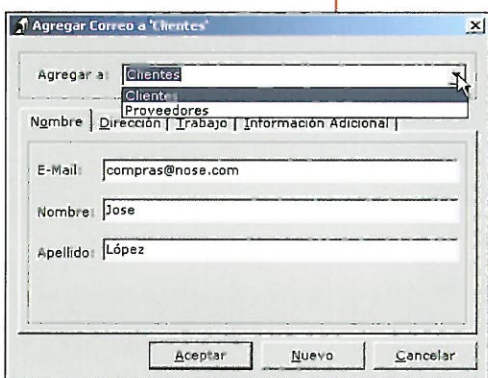 Agregar Correo a 'Clientes'
Agregar a: Clientes
Clientes
Proveedores
Nombre Dirección Trabajo Información Adicional
E-Mail: compras@nose.com
Nombre: Jose
Apellido: López
Aceptar Nuevo Cancelar